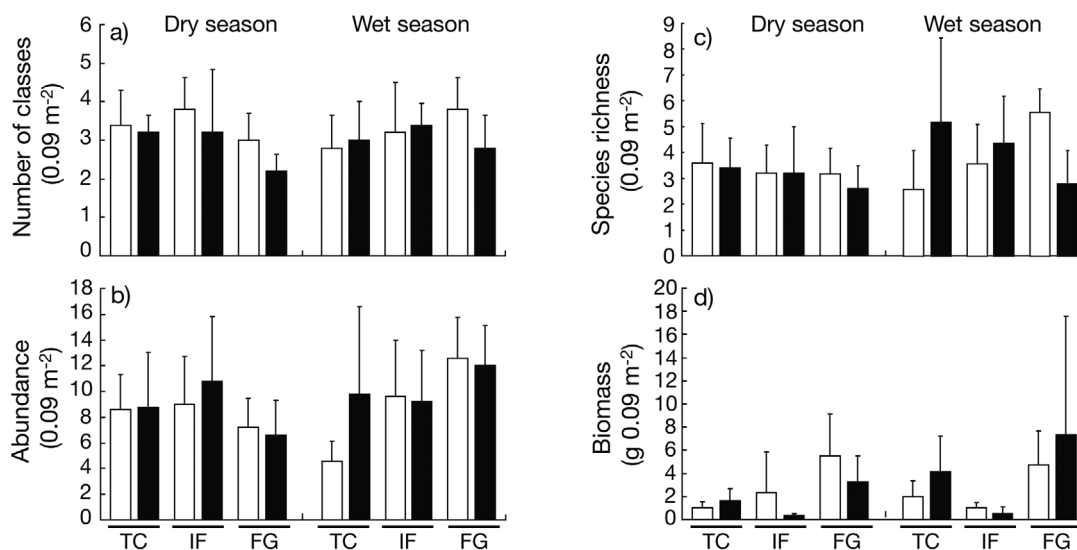 a) Dry season Wet season
Number of classes
(0.09 m⁻²)
6
5
4
3
2
1
0
b)
Abundance
(0.09 m⁻²)
18
16
14
12
10
8
6
4
2
0
TC IF FG TC IF FG
c) Dry season Wet season
Species richness
(0.09 m⁻²)
9
8
7
6
5
4
3
2
1
0
d)
Biomass
(g 0.09 m⁻²)
20
18
16
14
12
10
8
6
4
2
0
TC IF FG TC IF FG